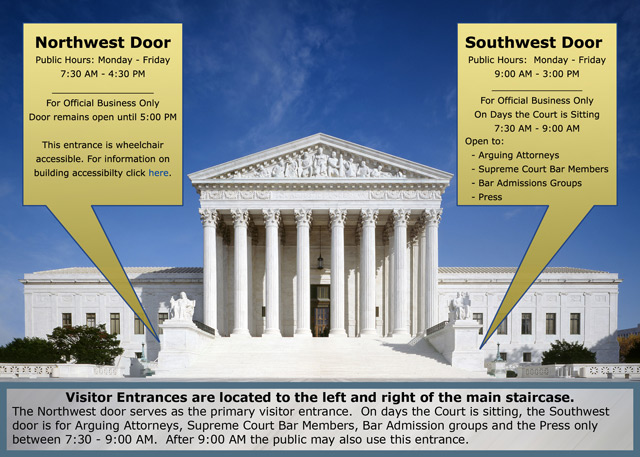 Northwest Door
Public Hours: Monday - Friday
7:30 AM - 4:30 PM
For Official Business Only
Door remains open until 5:00 PM
This entrance is wheelchair
accessible. For information on
building accessibilty click here.
Southwest Door
Public Hours:  Monday - Friday
9:00 AM - 3:00 PM
For Official Business Only
On Days the Court is Sitting
7:30 AM - 9:00 AM
Open to:
- Arguing Attorneys
- Supreme Court Bar Members
- Bar Admissions Groups
- Press
Visitor Entrances are located to the left and right of the main staircase.
The Northwest door serves as the primary visitor entrance.  On days the Court is sitting, the Southwest
door is for Arguing Attorneys, Supreme Court Bar Members, Bar Admission groups and the Press only
between 7:30 - 9:00 AM.  After 9:00 AM the public may also use this entrance.